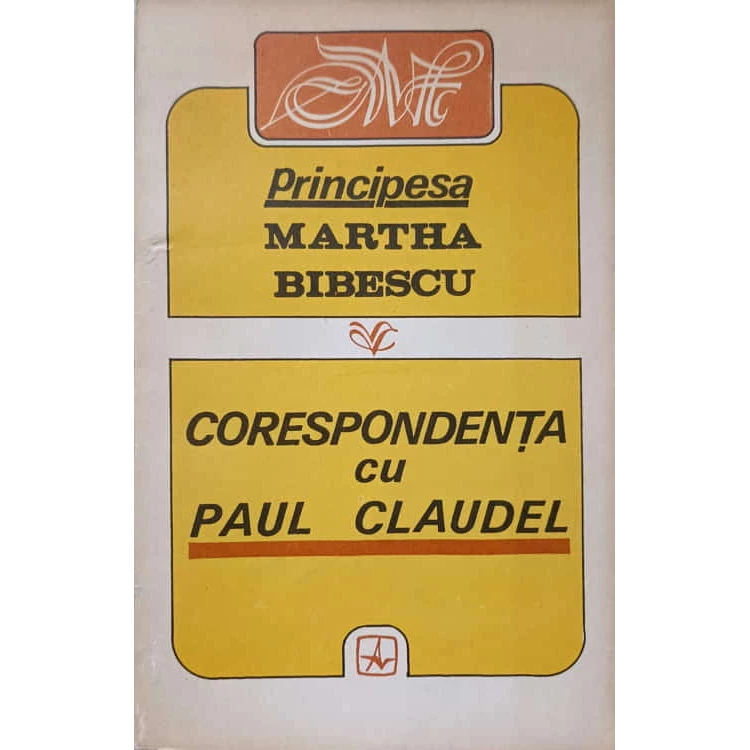 Principesa
MARTHA
BIBESCU
CORESPONDENȚA
cu
PAUL CLAUDEL